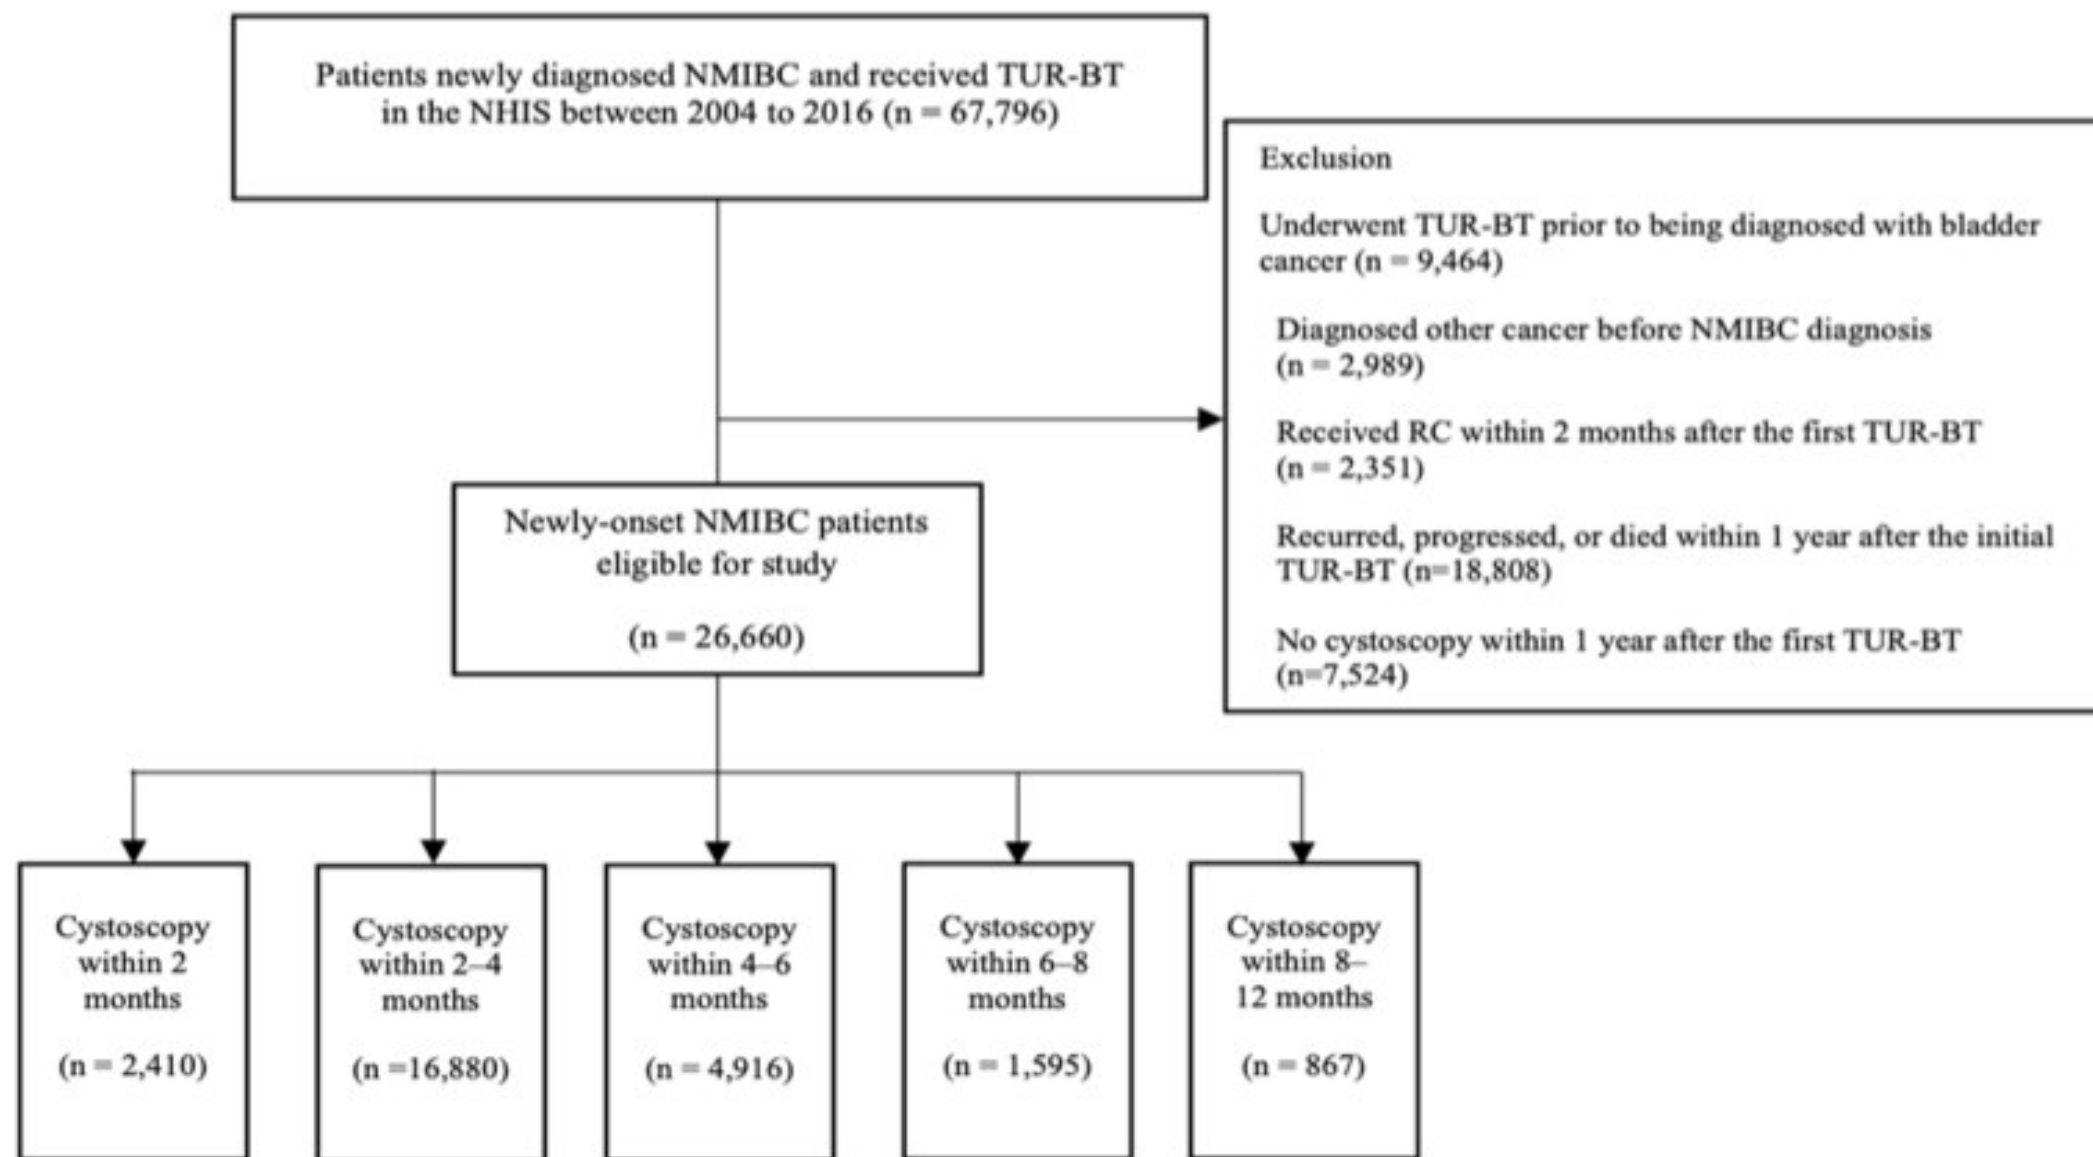 Patients newly diagnosed NMIBC and received TUR-BT
in the NHIS between 2004 to 2016 (n = 67,796)
Exclusion
Underwent TUR-BT prior to being diagnosed with bladder
cancer (n = 9,464)
Diagnosed other cancer before NMIBC diagnosis
(n = 2,989)
Received RC within 2 months after the first TUR-BT
(n = 2,351)
Recurred, progressed, or died within 1 year after the initial
TUR-BT (n=18,808)
No cystoscopy within 1 year after the first TUR-BT
(n=7,524)
Newly-onset NMIBC patients
eligible for study
(n = 26,660)
Cystoscopy
within 2
months
(n = 2,410)
Cystoscopy
within 2–4
months
(n =16,880)
Cystoscopy
within 4–6
months
(n = 4,916)
Cystoscopy
within 6–8
months
(n = 1,595)
Cystoscopy
within 8–
12 months
(n = 867)